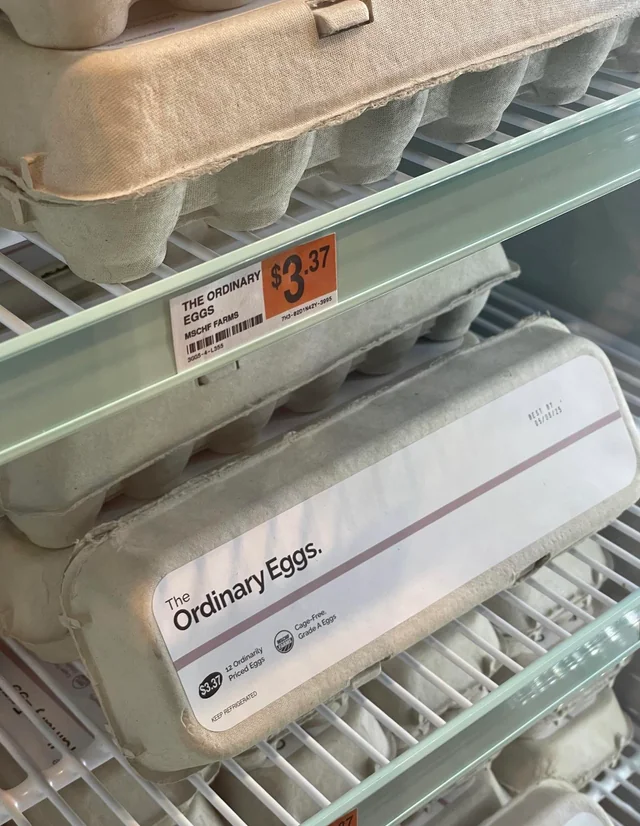 THE ORDINARY
EGGS
MSCHF FARMS
$3.37
BEST BY
The
Ordinary Eggs.
$3.37
12 Ordinarily
Priced Eggs
Cage-Free,
Grade A Eggs
KEEP REFRIGERATED